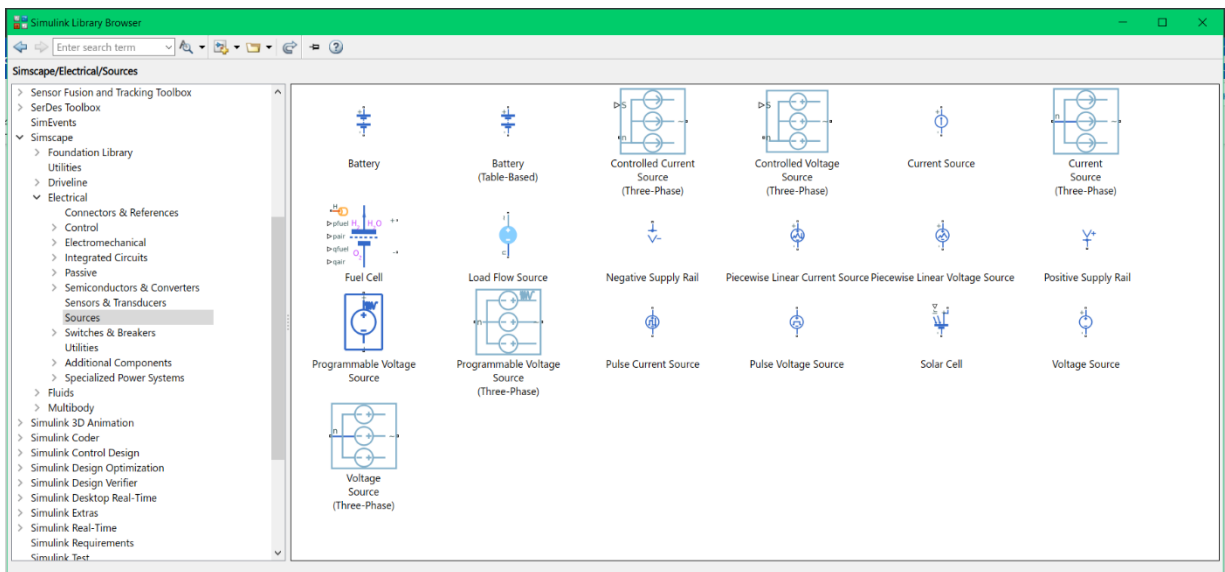 Simulink Library Browser
Enter search term
Simscape/Electrical/Sources
Sensor Fusion and Tracking Toolbox
SerDes Toolbox
SimEvents
Simscape
Foundation Library
Utilities
Driveline
Electrical
Connectors & References
Control
Electromechanical
Integrated Circuits
Passive
Semiconductors & Converters
Sensors & Transducers
Sources
Switches & Breakers
Utilities
Additional Components
Specialized Power Systems
Fluids
Multibody
Simulink 3D Animation
Simulink Coder
Simulink Control Design
Simulink Design Optimization
Simulink Design Verifier
Simulink Desktop Real-Time
Simulink Extras
Simulink Real-Time
Simulink Requirements
Simulink Test
Battery
Battery
(Table-Based)
S
n
Controlled Current
Source
(Three-Phase)
S
n
Controlled Voltage
Source
(Three-Phase)
Current Source
n
Current
Source
(Three-Phase)
H
pfuel H2 H2O
pair
qfuel O2
qair
Fuel Cell
Load Flow Source
V-
Negative Supply Rail
Piecewise Linear Current Source
Piecewise Linear Voltage Source
V+
Positive Supply Rail
Programmable Voltage
Source
n
Programmable Voltage
Source
(Three-Phase)
Pulse Current Source
Pulse Voltage Source
Solar Cell
Voltage Source
n
Voltage
Source
(Three-Phase)